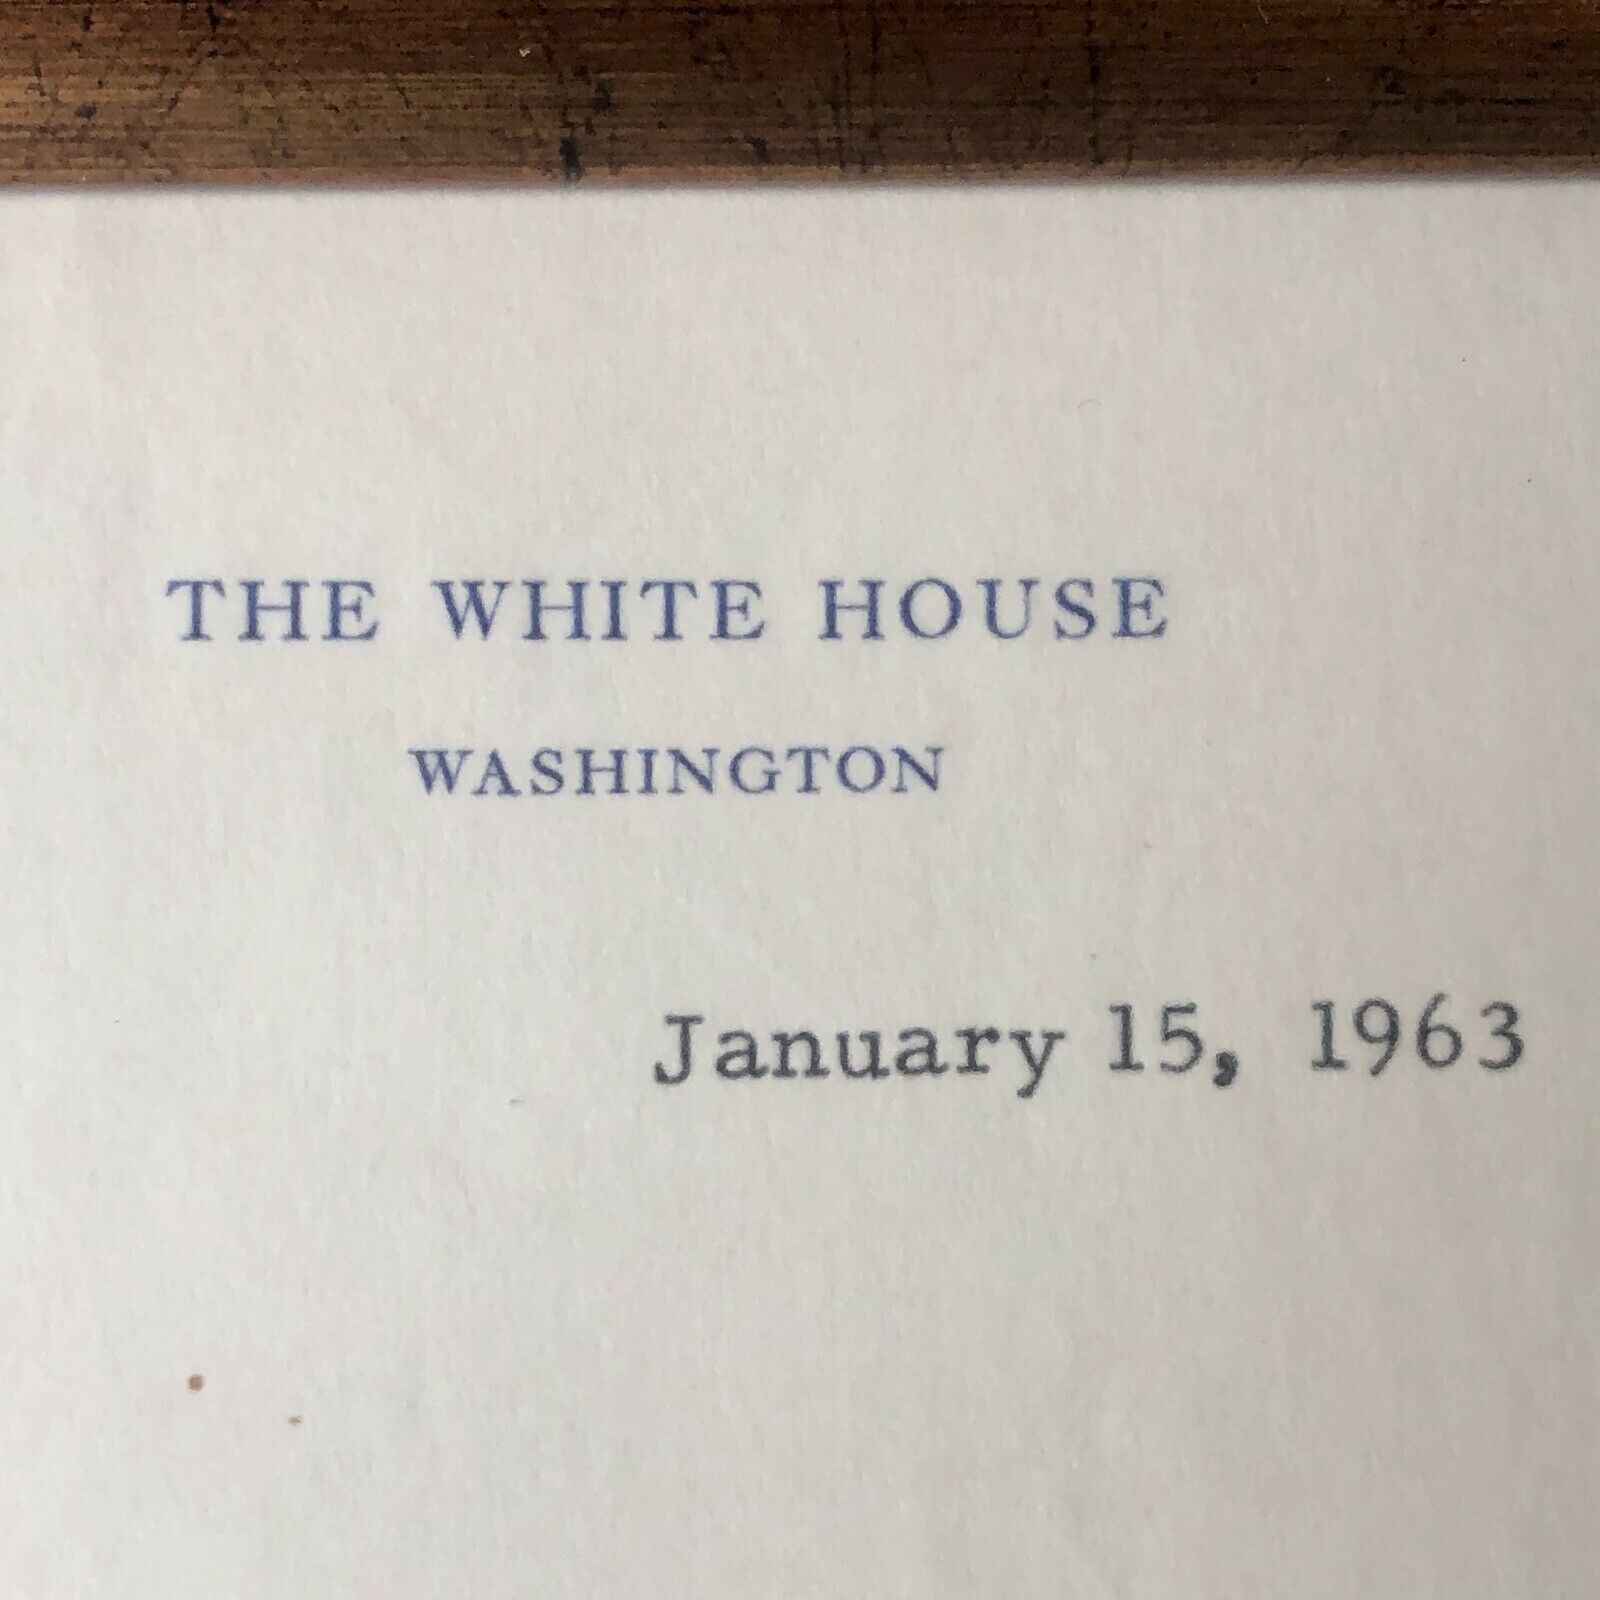 THE WHITE HOUSE
WASHINGTON
January 15, 1963